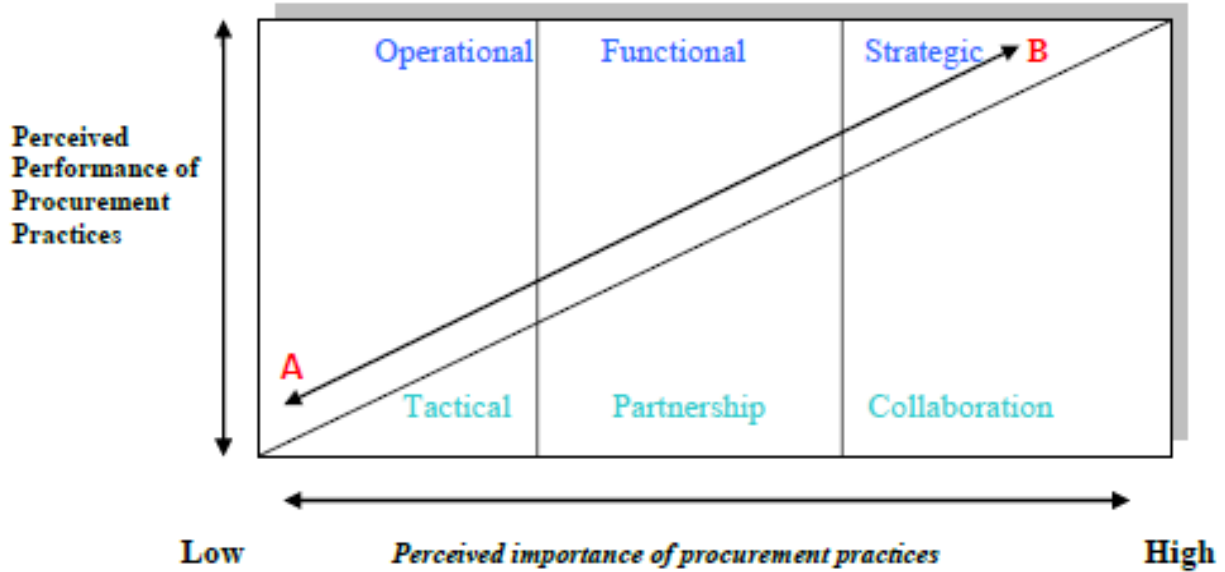 Operational Functional Strategic B
Perceived
Performance of
Procurement
Practices
A
Tactical Partnership Collaboration
Low Perceived importance of procurement practices High